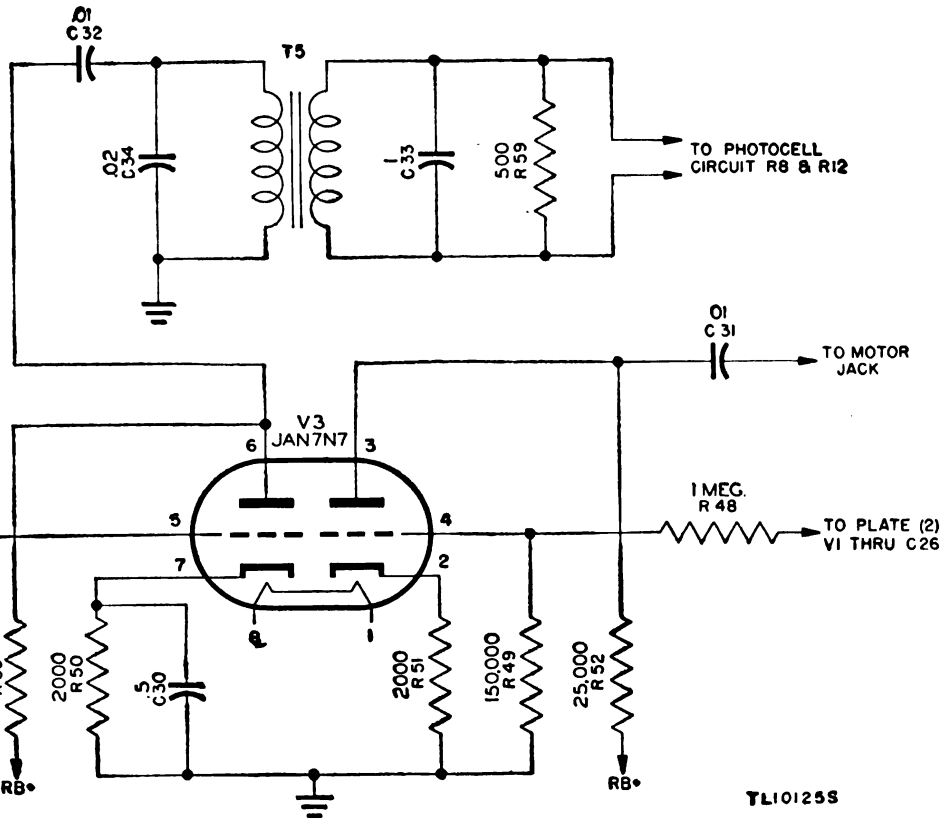 .01
C32
T5
.02
C34
.1
C33
500
R59
TO PHOTOCELL
CIRCUIT R8 & R12
01
C31
TO MOTOR
JACK
V3
JAN7N7
6
3
5
4
7
2
8
1
1 MEG.
R48
TO PLATE (2)
V1 THRU C26
2000
R50
.5
C30
2000
R51
150,000
R49
25,000
R52
RB+
RB+
TL10125S